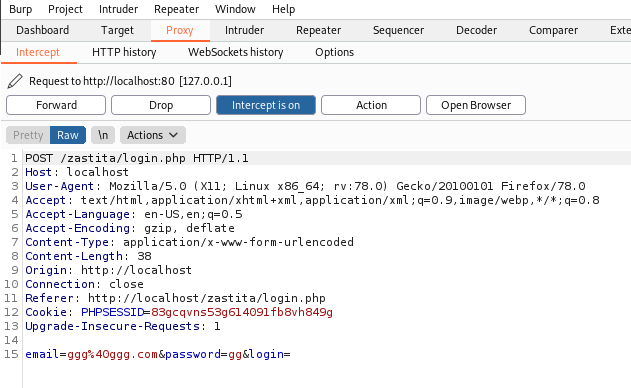 Burp Project Intruder Repeater Window Help
Dashboard Target Proxy Intruder Repeater Sequencer Decoder Comparer Exte
Intercept HTTP history WebSockets history Options
Request to http://localhost:80 [127.0.0.1]
Forward Drop Intercept is on Action Open Browser
Pretty Raw \n Actions
1 POST /zastita/login.php HTTP/1.1
2 Host: localhost
3 User-Agent: Mozilla/5.0 (X11; Linux x86_64; rv:78.0) Gecko/20100101 Firefox/78.0
4 Accept: text/html,application/xhtml+xml,application/xml;q=0.9,image/webp,*/*;q=0.8
5 Accept-Language: en-US,en;q=0.5
6 Accept-Encoding: gzip, deflate
7 Content-Type: application/x-www-form-urlencoded
8 Content-Length: 38
9 Origin: http://localhost
10 Connection: close
11 Referer: http://localhost/zastita/login.php
12 Cookie: PHPSESSID=83gcqvns53g614091fb8vh849g
13 Upgrade-Insecure-Requests: 1
14
15 email=ggg%40ggg.com&password=gg&login=